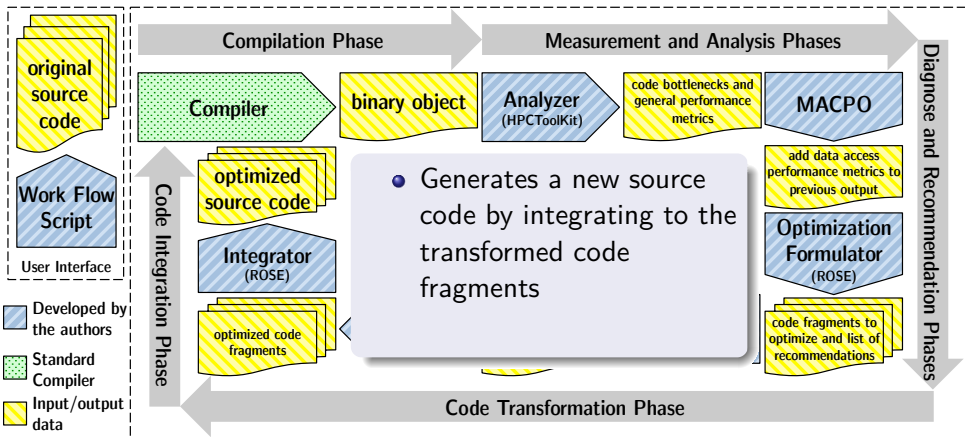 original
source
code
Work Flow
Script
User Interface
Developed by
the authors
Standard
Compiler
Input/output
data
Compilation Phase
Measurement and Analysis Phases
Diagnose and Recommendation Phases
Compiler
binary object
Analyzer
(HPCToolKit)
code bottlenecks and
general performance
metrics
MACPO
add data access
performance metrics to
previous output
Optimization
Formulator
(ROSE)
code fragments to
optimize and list of
recommendations
Generates a new source
code by integrating to the
transformed code
fragments
optimized
source code
Integrator
(ROSE)
optimized code
fragments
Code Integration Phase
Code Transformation Phase